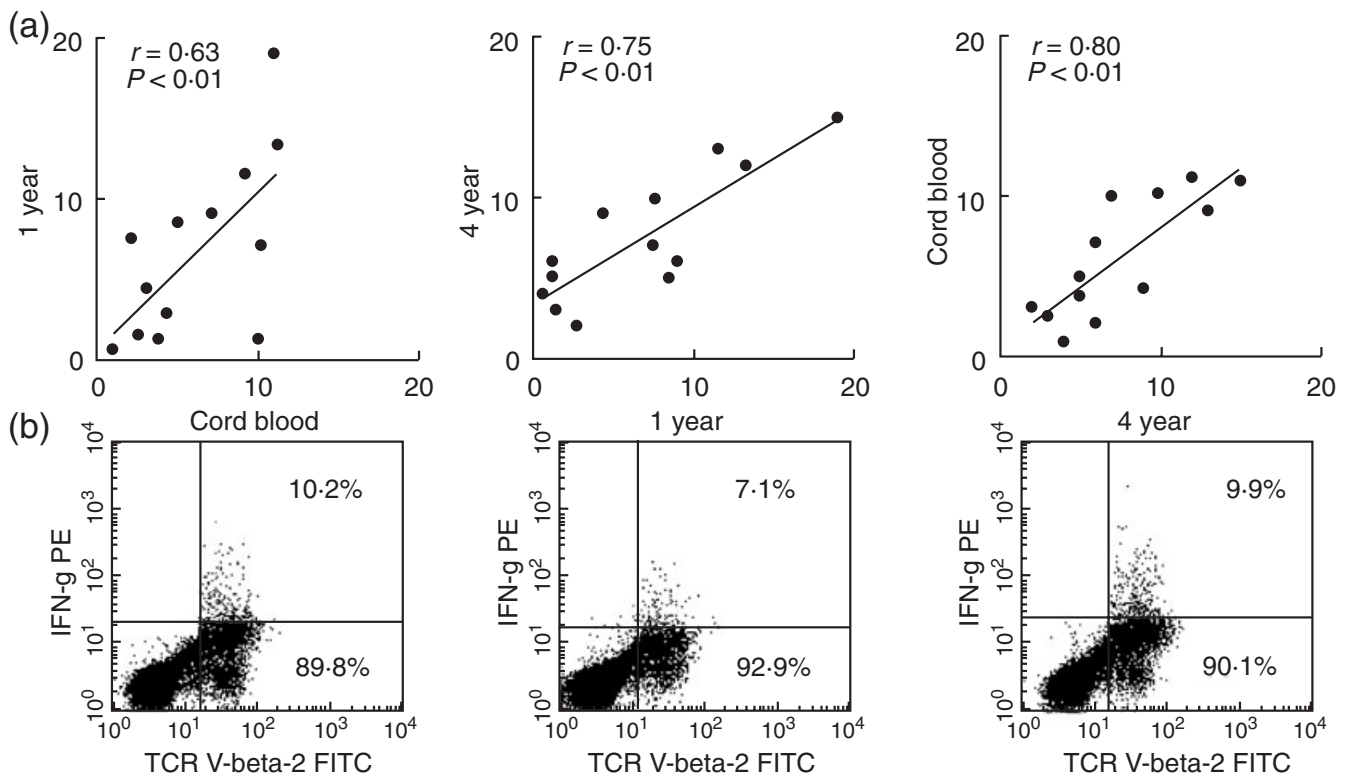 (a)
20
10
0
0 10 20
1 year
Cord blood
r = 0·63
P < 0·01
20
10
0
0 10 20
4 year
1 year
r = 0·75
P < 0·01
20
10
0
0 10 20
Cord blood
4 year
r = 0·80
P < 0·01
(b)
10⁴
10³
10²
10¹
10⁰
IFN-g PE
10·2%
89·8%
10⁰ 10¹ 10² 10³ 10⁴
TCR V-beta-2 FITC
10⁴
10³
10²
10¹
10⁰
IFN-g PE
7·1%
92·9%
10⁰ 10¹ 10² 10³ 10⁴
TCR V-beta-2 FITC
10⁴
10³
10²
10¹
10⁰
IFN-g PE
9·9%
90·1%
10⁰ 10¹ 10² 10³ 10⁴
TCR V-beta-2 FITC